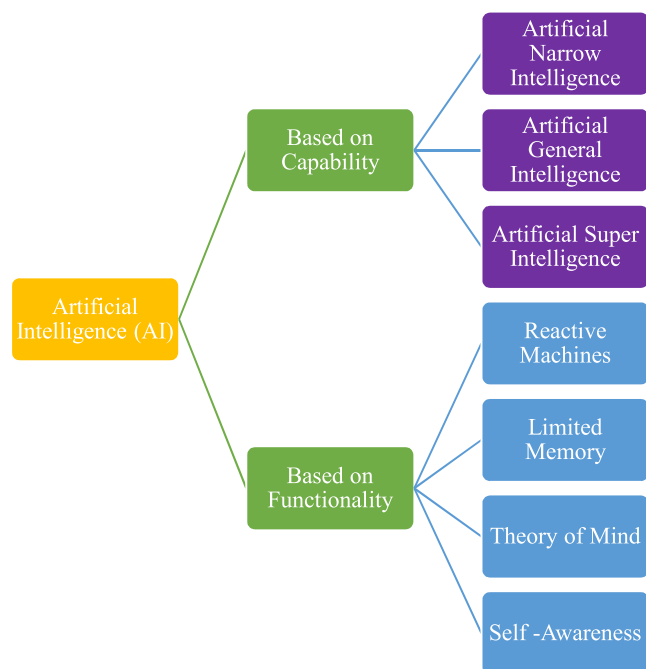 Artificial
Narrow
Intelligence
Based on
Capability
Artificial
General
Intelligence
Artificial Super
Intelligence
Artificial
Intelligence (AI)
Reactive
Machines
Limited
Memory
Based on
Functionality
Theory of Mind
Self -Awareness